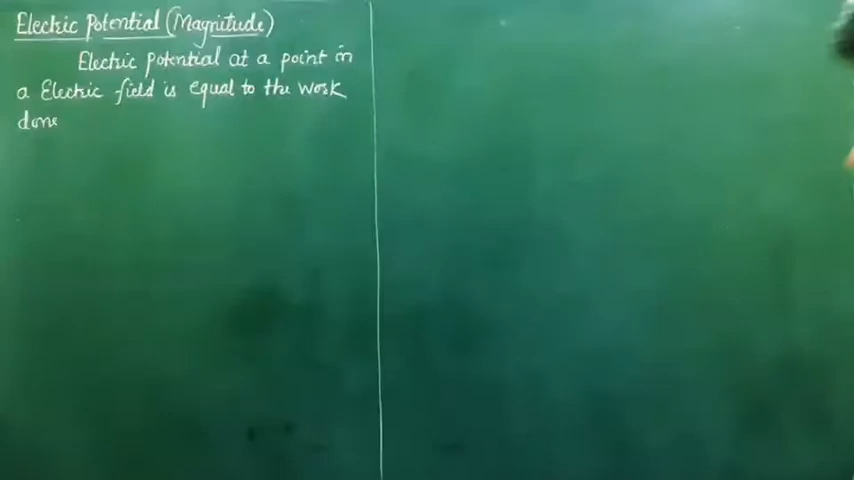 Electric Potential (Magnitude)
Electric potential at a point in
a Electric field is equal to the work
done